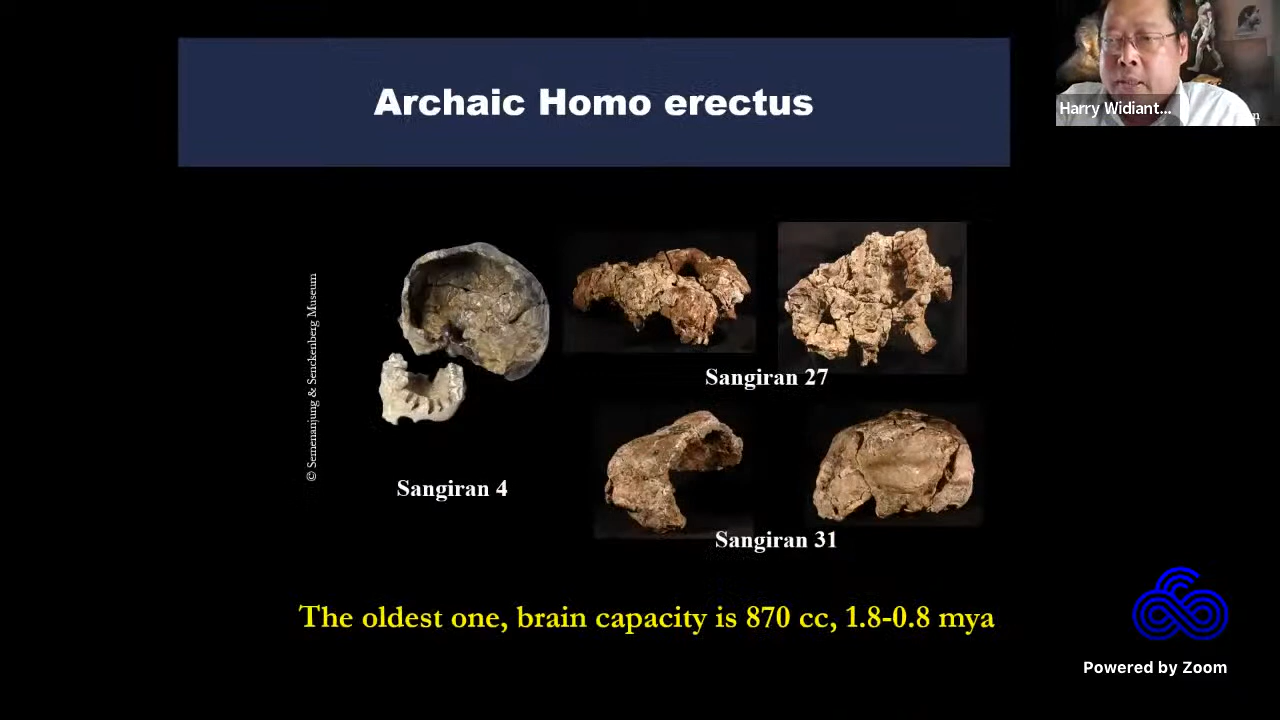 Archaic Homo erectus
Harry Widiant...
© Semenanjung & Senckenberg Museum
Sangiran 27
Sangiran 4
Sangiran 31
The oldest one, brain capacity is 870 cc, 1.8-0.8 mya
Powered by Zoom